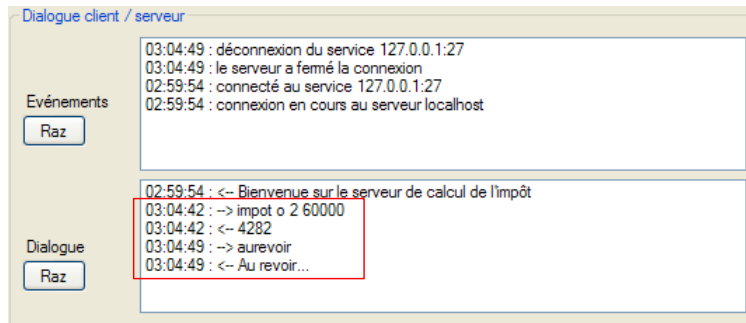 Dialogue client / serveur
03:04:49 : déconnexion du service 127.0.0.1:27
03:04:49 : le serveur a fermé la connexion
02:59:54 : connecté au service 127.0.0.1:27
02:59:54 : connexion en cours au serveur localhost
Evénements
Raz
02:59:54 : <-- Bienvenue sur le serveur de calcul de l'impôt
03:04:42 : --> impot o 2 60000
03:04:42 : <-- 4282
03:04:49 : --> aurevoir
03:04:49 : <-- Au revoir...
Dialogue
Raz